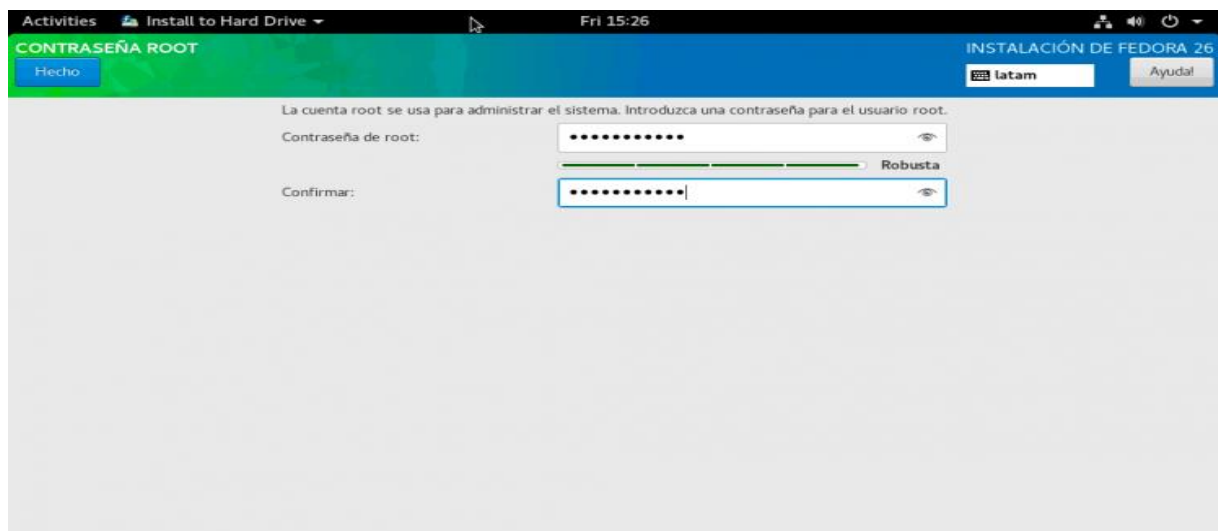 Activities Install to Hard Drive Fri 15:26
CONTRASEÑA ROOT INSTALACIÓN DE FEDORA 26
Hecho latam Ayuda!
La cuenta root se usa para administrar el sistema. Introduzca una contraseña para el usuario root.
Contraseña de root: •••••••••••
Robusta
Confirmar: •••••••••••